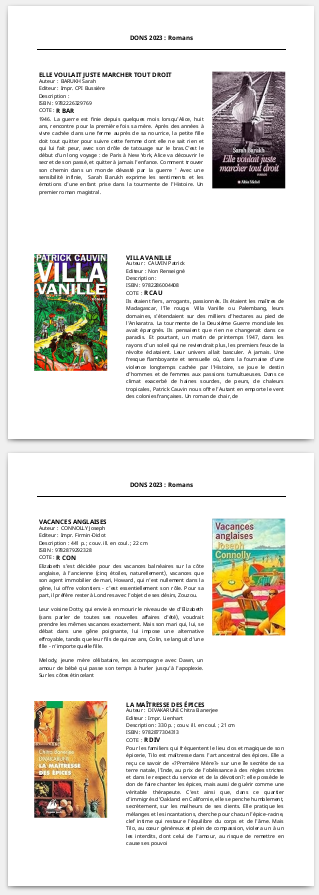 DONS 2023 : Romans
ELLE VOULAIT JUSTE MARCHER TOUT DROIT
Auteur : BARUKH Sarah
Editeur : Impr. CPI Bussière
Description :
ISBN : 9782226329769
COTE : R BAR
1946. La guerre est finie depuis quelques mois lorsqu'Alice, huit
ans, rencontre pour la première fois sa mère. Après des années à
vivre cachée dans une ferme auprès de sa nourrice, la petite fille
doit tout quitter pour suivre cette femme dont elle ne sait rien et
qui lui fait peur, avec son drôle de tatouage sur le bras.C'est le
début d'un long voyage : de Paris à New York, Alice va découvrir le
secret de son passé, et quitter à jamais l'enfance. Comment trouver
son chemin dans un monde dévasté par la guerre ? Avec une
sensibilité infinie, Sarah Barukh exprime les sentiments et les
émotions d'une enfant prise dans la tourmente de l'Histoire. Un
premier roman magistral.
Sarah Barukh
Elle voulait juste
marcher tout droit
Albin Michel
PATRICK CAUVIN
VILLA
VANILLE
VILLA VANILLE
Auteur : CAUVIN Patrick
Editeur : Non Renseigné
Description :
ISBN : 9782286004408
COTE : R CAU
Ils étaient fiers, arrogants, passionnés. Ils étaient les maîtres de
Madagascar, l'île rouge. Villa Vanille ou Palembang, leurs
domaines, s'étendaient sur des milliers d'hectares au pied de
l'Ankaratra. La tourmente de la Deuxième Guerre mondiale les
avait épargnés. Ils pensaient que rien ne changerait dans ce
paradis. Et pourtant, un matin de printemps 1947, dans les
rayons d'un soleil qui ne reviendrait plus, les premiers feux de la
révolte éclataient. Leur univers allait basculer. A jamais. Une
fresque flamboyante et sensuelle où, dans la fournaise d'une
violence longtemps cachée par l'Histoire, se joue le destin
d'hommes et de femmes aux passions tumultueuses. Dans ce
climat exacerbé de haines sourdes, de peurs, de chaleurs
tropicales, Patrick Cauvin nous offre l'Autant en emporte le vent
des colonies françaises. Un roman de chair, de
DONS 2023 : Romans
VACANCES ANGLAISES
Auteur : CONNOLLY Joseph
Editeur : Impr. Firmin-Didot
Description : 441 p. ; couv. ill. en coul. ; 22 cm
ISBN : 9782879292328
COTE : R CON
Elizabeth s'est décidée pour des vacances balnéaires sur la côte
anglaise, à l'ancienne (cinq étoiles, naturellement), vacances que
son agent immobilier de mari, Howard, qui n'est nullement dans la
gêne, lui offre volontiers - c'est essentiellement son rôle. Pour sa
part, il préfère rester à Londres avec l'objet de ses désirs, Zouzou.
Leur voisine Dotty, qui envie à en mourir le niveau de vie d'Elizabeth
(sans parler de toutes ses nouvelles affaires d'été), voudrait
prendre les mêmes vacances exactement. Mais son mari qui, lui, se
débat dans une gêne poignante, lui impose une alternative
effroyable, tandis que leur fils de quinze ans, Colin, se languit d'une
fille - n'importe quelle fille.
Melody, jeune mère célibataire, les accompagne avec Dawn, un
amour de bébé qui passe son temps à hurler jusqu'à l'apoplexie.
Sur les côtes étincelant
Vacances
anglaises
Joseph
Connolly
Chitra Banerjee
DIVAKARUNI
LA MAÎTRESSE
DES ÉPICES
LA MAÎTRESSE DES ÉPICES
Auteur : DIVAKARUNI Chitra Banerjee
Editeur : Impr. Lienhart
Description : 330 p. ; couv. ill. en coul. ; 21 cm
ISBN : 9782877304313
COTE : R DIV
Pour les familiers qui fréquentent le lieu clos et magique de son
épicerie, Tilo est maîtresse dans l'art ancestral des épices. Elle a
reçu ce savoir de «?Première Mère?» sur une île secrète de sa
terre natale, l'Inde, au prix de l'obéissance à des règles strictes
et dans le respect du service et de la dévotion?: elle possède le
don de faire chanter les épices, mais aussi de guérir comme une
véritable thérapeute. C'est ainsi que, dans ce quartier
d'immigrés d'Oakland en Californie, elle se penche humblement,
secrètement, sur les malheurs de ses clients. Elle pratique les
mélanges et les incantations, cherche pour chacun l'épice-racine,
clef intime qui restaure l'équilibre du corps et de l'âme. Mais
Tilo, au cœur généreux et plein de compassion, violera un à un
les interdits, dont celui de l'amour, au risque de remettre en
cause ses pouvoi